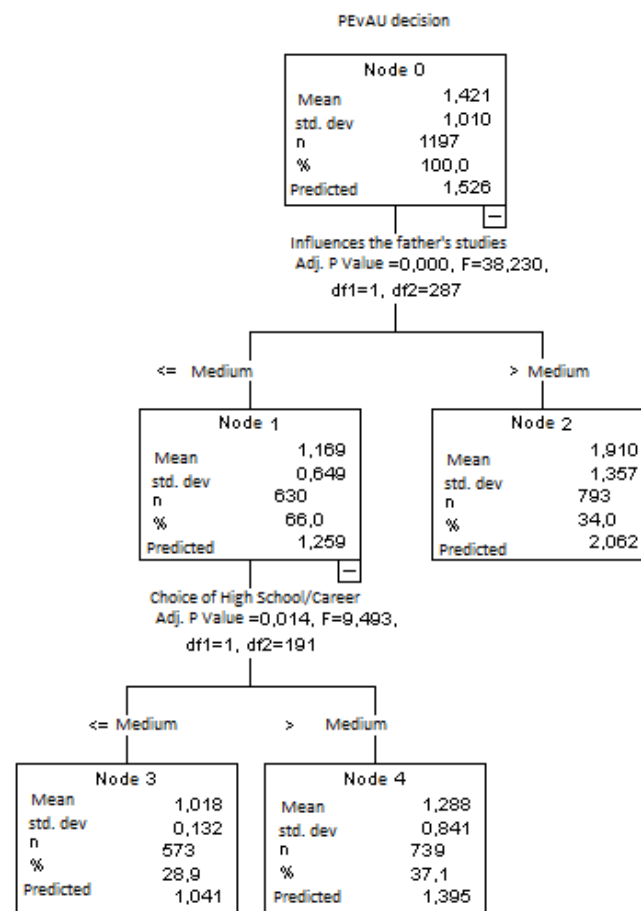 PEvAU decision
Node 0
Mean 1,421
std. dev 1,010
n 1197
% 100,0
Predicted 1,526
Influences the father's studies
Adj. P Value =0,000, F=38,230,
df1=1, df2=287
<= Medium
> Medium
Node 1
Mean 1,169
std. dev 0,649
n 630
% 66,0
Predicted 1,259
Node 2
Mean 1,910
std. dev 1,357
n 793
% 34,0
Predicted 2,062
Choice of High School/Career
Adj. P Value =0,014, F=9,493,
df1=1, df2=191
<= Medium
> Medium
Node 3
Mean 1,018
std. dev 0,132
n 573
% 28,9
Predicted 1,041
Node 4
Mean 1,288
std. dev 0,841
n 739
% 37,1
Predicted 1,395